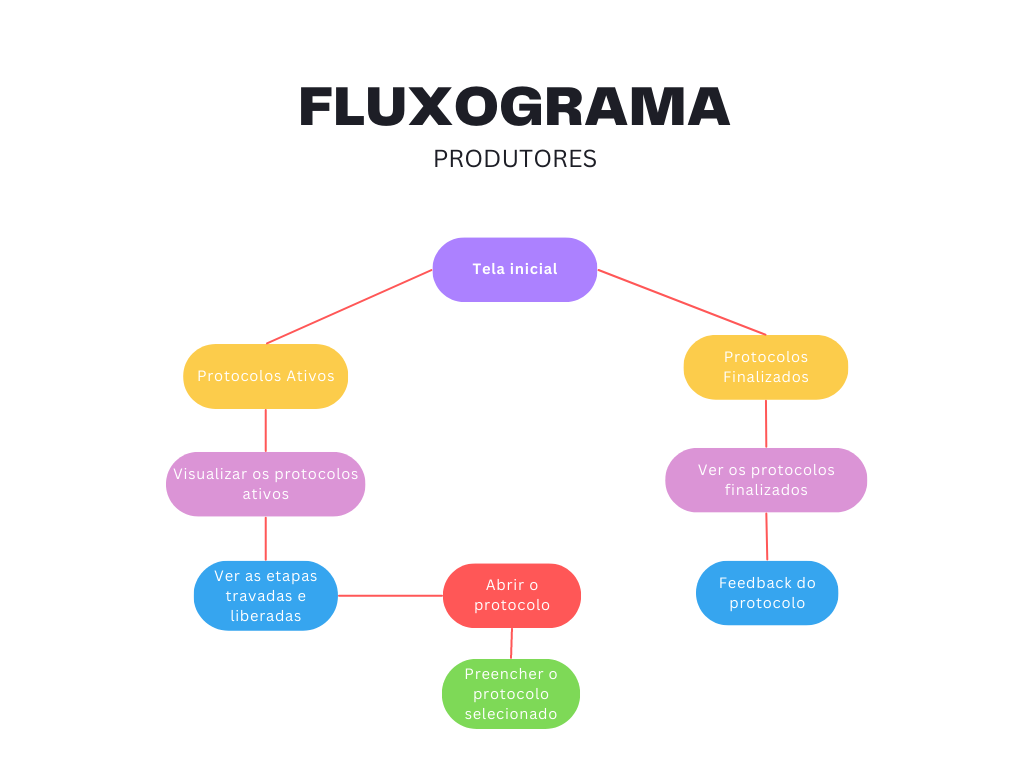 FLUXOGRAMA
PRODUTORES
Tela inicial
Protocolos Ativos
Visualizar os protocolos
ativos
Ver as etapas
travadas e
liberadas
Abrir o
protocolo
Preencher o
protocolo
selecionado
Protocolos
Finalizados
Ver os protocolos
finalizados
Feedback do
protocolo